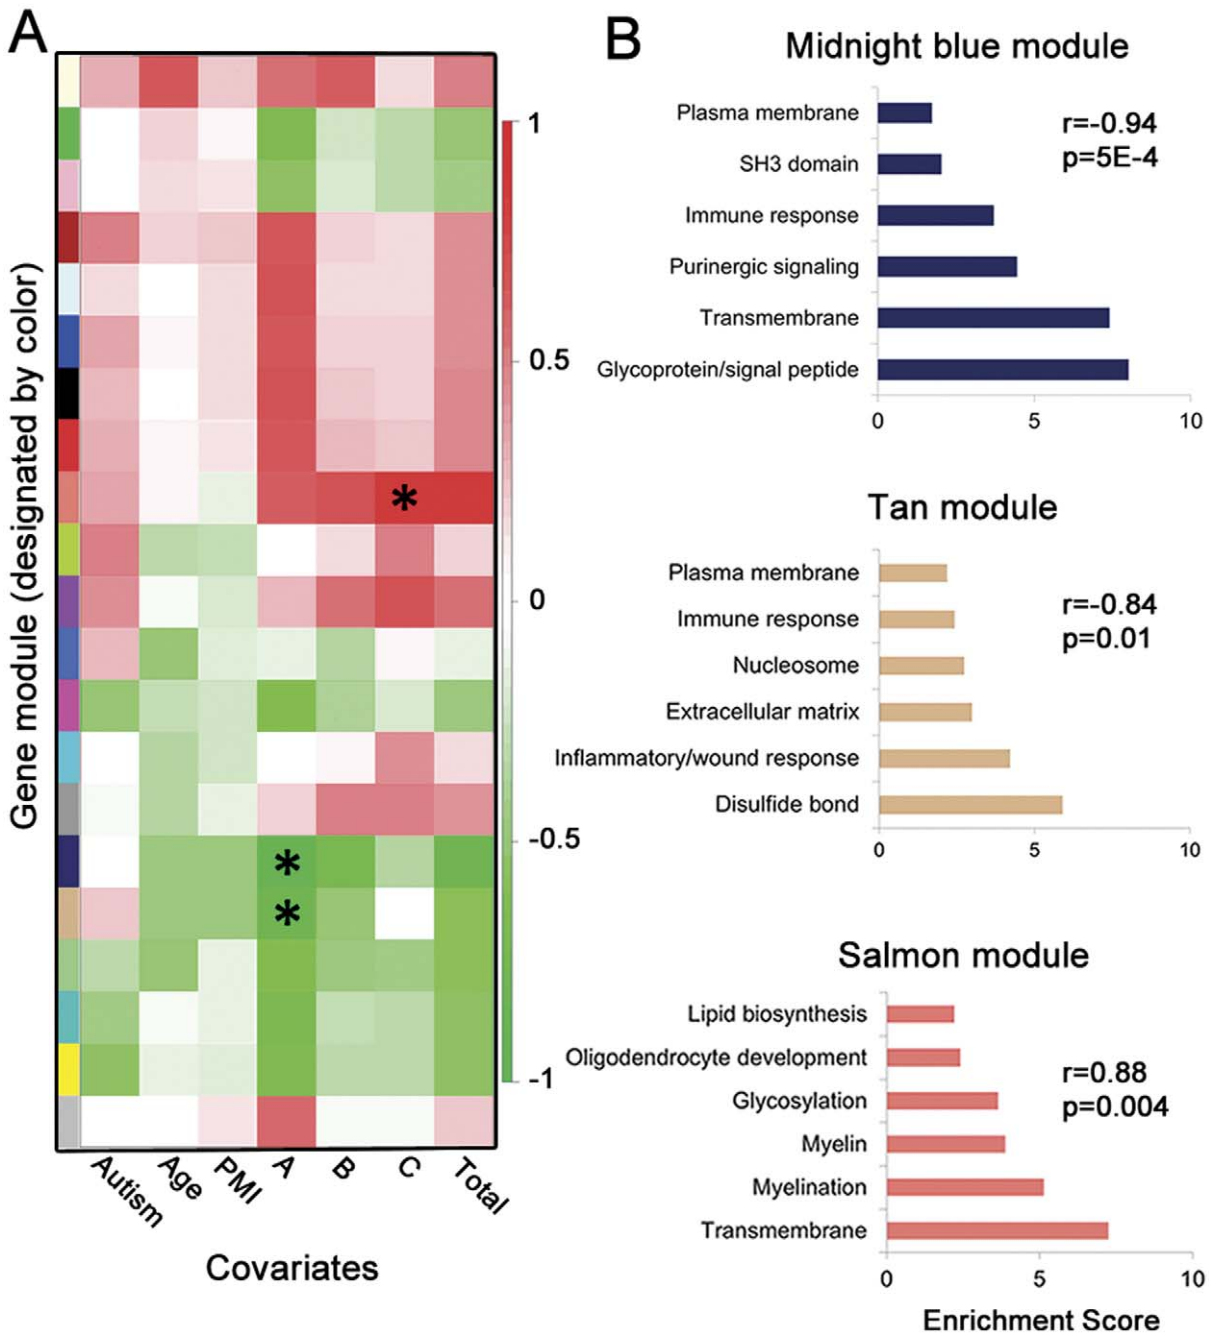 A
Gene module (designated by color)
*
*
*
1
0.5
0
-0.5
-1
Autism
Age
PMI
A
B
C
Total
Covariates
B
Midnight blue module
Plasma membrane
SH3 domain
Immune response
Purinergic signaling
Transmembrane
Glycoprotein/signal peptide
r=-0.94
p=5E-4
0 5 10
Tan module
Plasma membrane
Immune response
Nucleosome
Extracellular matrix
Inflammatory/wound response
Disulfide bond
r=-0.84
p=0.01
0 5 10
Salmon module
Lipid biosynthesis
Oligodendrocyte development
Glycosylation
Myelin
Myelination
Transmembrane
r=0.88
p=0.004
0 5 10
Enrichment Score